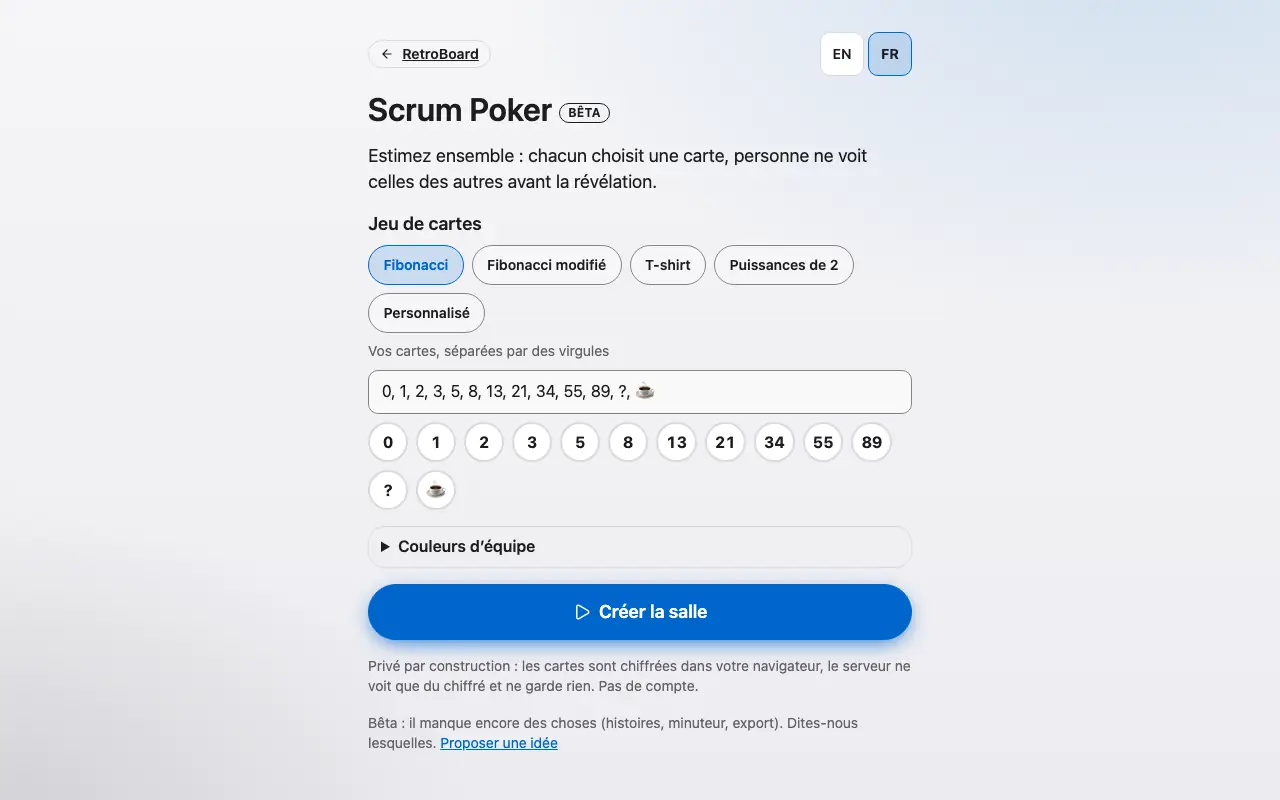 ← RetroBoard
EN FR
Scrum Poker BÊTA
Estimez ensemble : chacun choisit une carte, personne ne voit
celles des autres avant la révélation.
Jeu de cartes
Fibonacci Fibonacci modifié T-shirt Puissances de 2
Personnalisé
Vos cartes, séparées par des virgules
0, 1, 2, 3, 5, 8, 13, 21, 34, 55, 89, ?, ☕
0 1 2 3 5 8 13 21 34 55 89
? ☕
▶ Couleurs d’équipe
Créer la salle
Privé par construction : les cartes sont chiffrées dans votre navigateur, le serveur ne
voit que du chiffré et ne garde rien. Pas de compte.
Bêta : il manque encore des choses (histoires, minuteur, export). Dites-nous
lesquelles. Proposer une idée